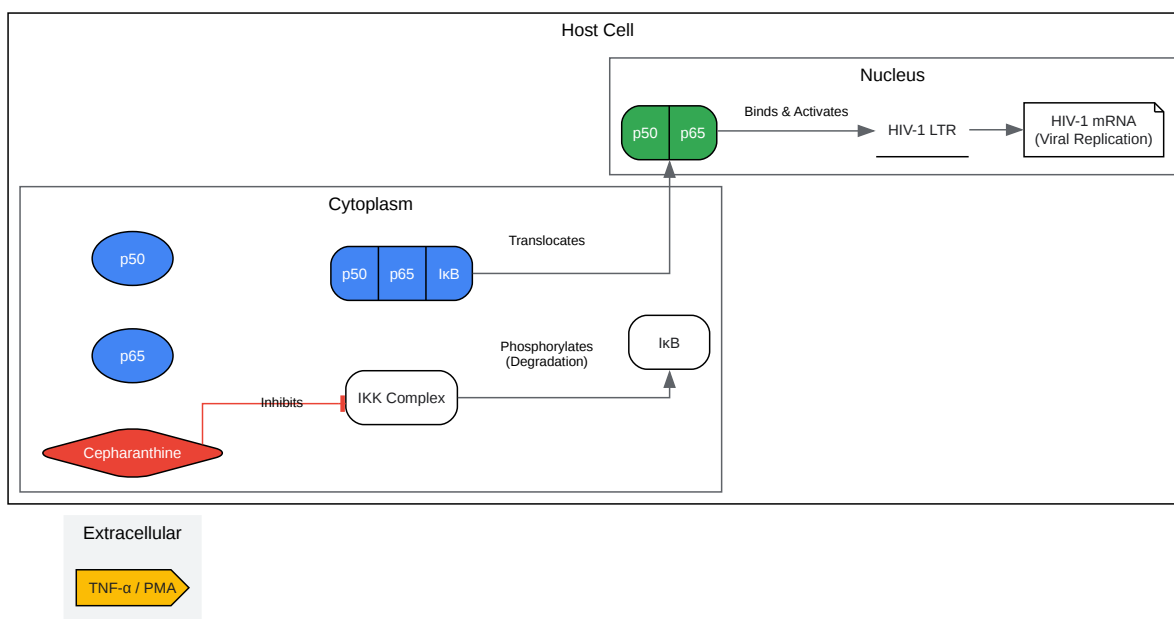 Host Cell
Nucleus
p50
p65
Binds & Activates
HIV-1 LTR
HIV-1 mRNA
(Viral Replication)
Cytoplasm
p50
p50
p65
IκB
Translocates
p65
Phosphorylates
(Degradation)
IκB
Inhibits
IKK Complex
Cepharanthine
Extracellular
TNF-α / PMA